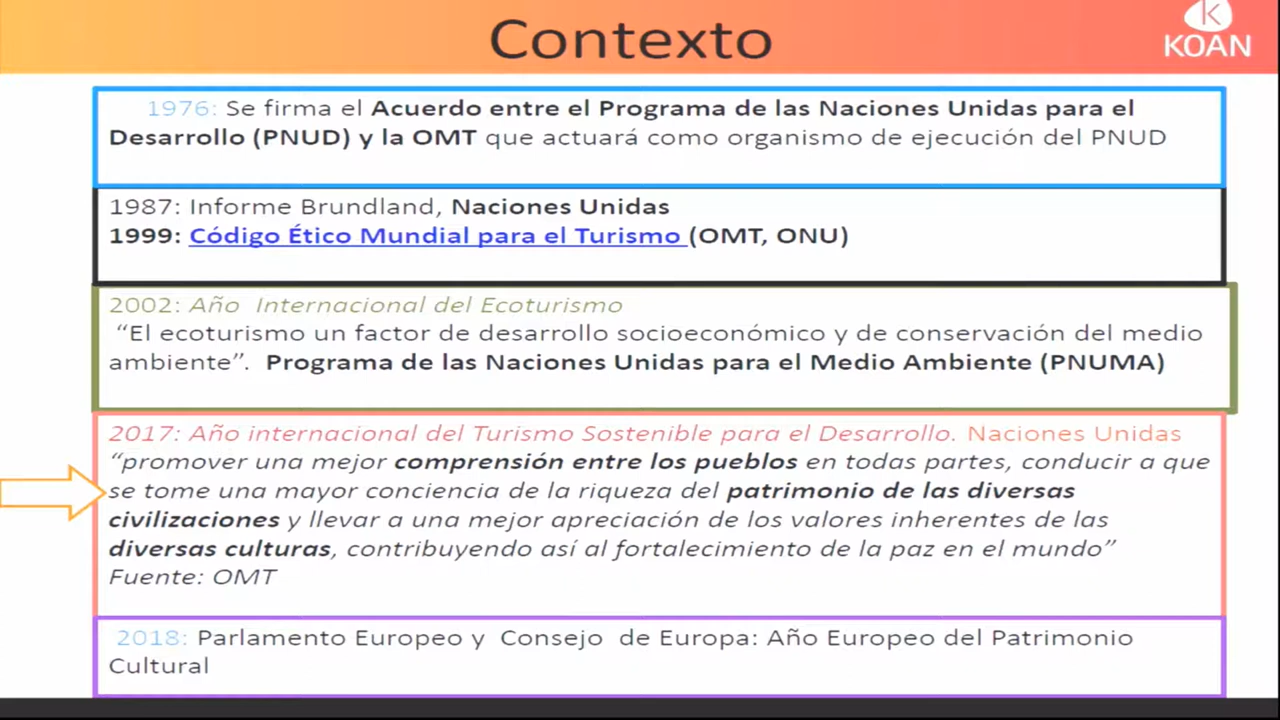 Contexto
K
KOAN
1976: Se firma el Acuerdo entre el Programa de las Naciones Unidas para el
Desarrollo (PNUD) y la OMT que actuará como organismo de ejecución del PNUD
1987: Informe Brundland, Naciones Unidas
1999: Código Ético Mundial para el Turismo (OMT, ONU)
2002: Año Internacional del Ecoturismo
“El ecoturismo un factor de desarrollo socioeconómico y de conservación del medio
ambiente”. Programa de las Naciones Unidas para el Medio Ambiente (PNUMA)
2017: Año internacional del Turismo Sostenible para el Desarrollo. Naciones Unidas
“promover una mejor comprensión entre los pueblos en todas partes, conducir a que
se tome una mayor conciencia de la riqueza del patrimonio de las diversas
civilizaciones y llevar a una mejor apreciación de los valores inherentes de las
diversas culturas, contribuyendo así al fortalecimiento de la paz en el mundo”
Fuente: OMT
2018: Parlamento Europeo y Consejo de Europa: Año Europeo del Patrimonio
Cultural